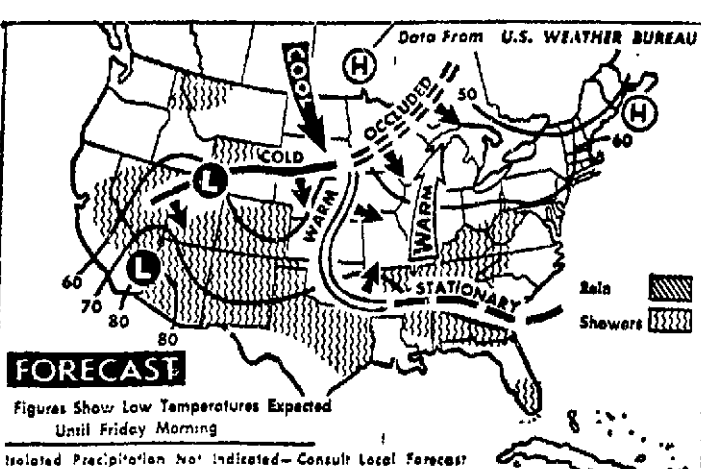 Data From U.S. WEATHER BUREAU
COOL
H
OCCLUDED
50
H
60
COLD
L
WARM
WARM
L
60
70
80
80
STATIONARY
Rain
Showers
FORECAST
Figures Show Low Temperatures Expected
Until Friday Morning
Isolated Precipitation Not Indicated— Consult Local Forecast